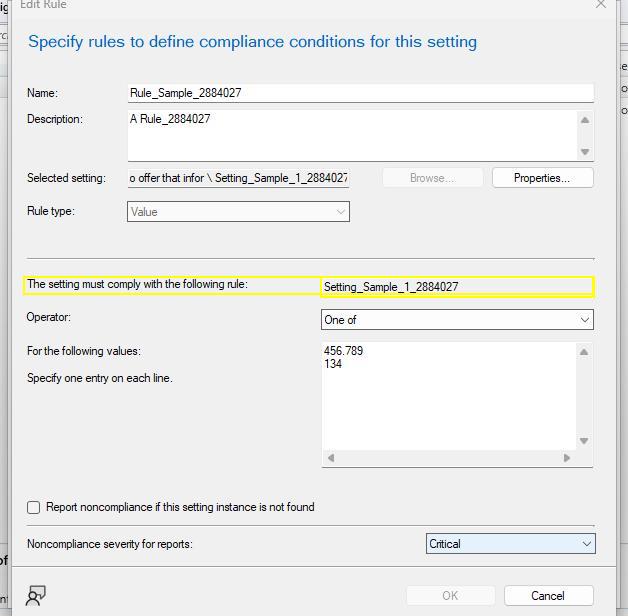 Edit Rule
Specify rules to define compliance conditions for this setting
Name:
Rule_Sample_2884027
Description:
A Rule_2884027
Selected setting:
o offer that infor \ Setting_Sample_1_2884027
Browse...
Properties...
Rule type:
Value
The setting must comply with the following rule:
Setting_Sample_1_2884027
Operator:
One of
For the following values:
456.789
134
Specify one entry on each line.
Report noncompliance if this setting instance is not found
Noncompliance severity for reports:
Critical
OK
Cancel